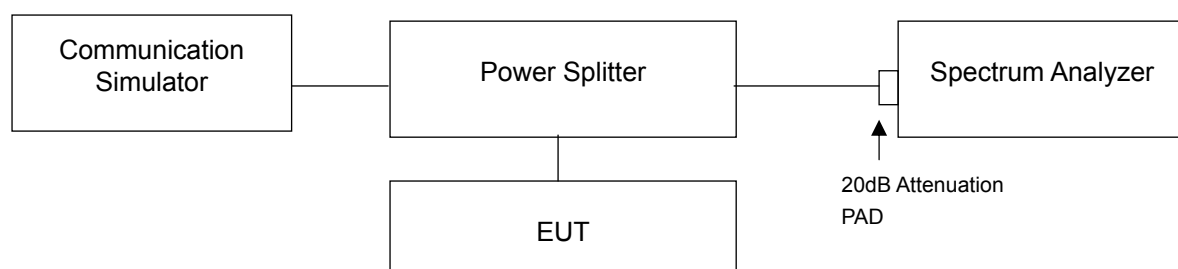 Communication
Simulator
Power Splitter
Spectrum Analyzer
20dB Attenuation
PAD
EUT